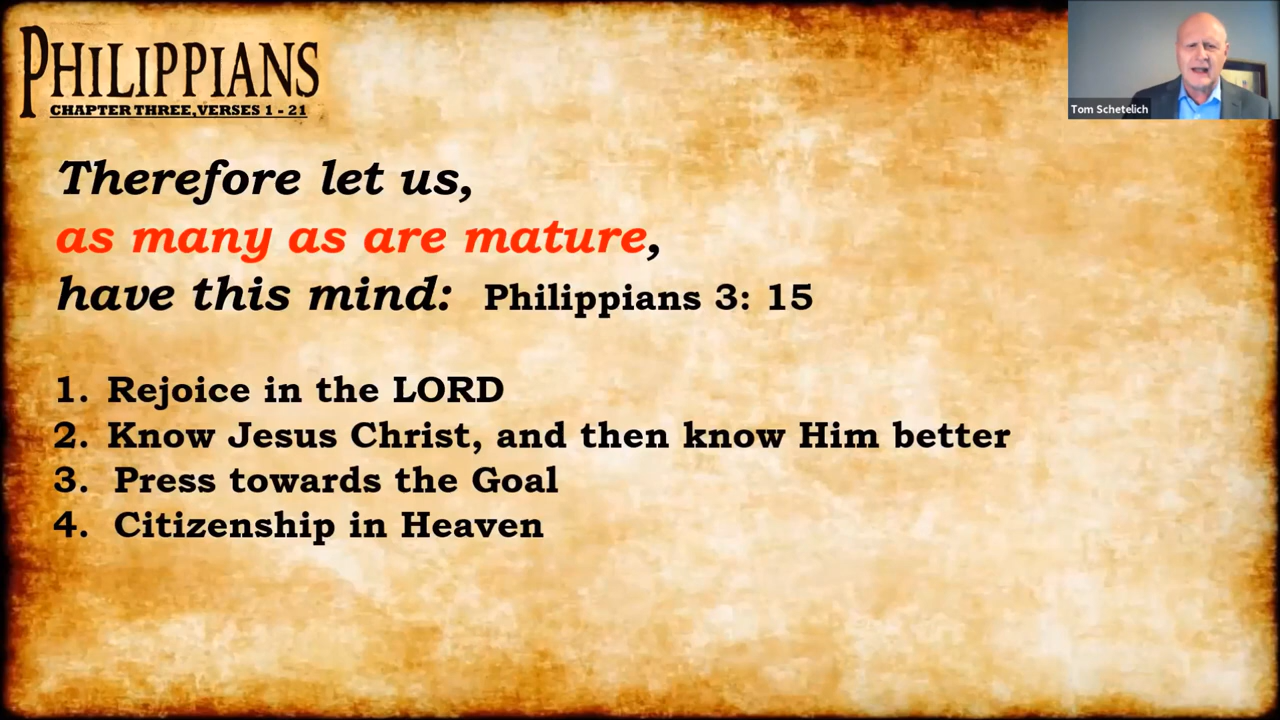 PHILIPPIANS
CHAPTER THREE, VERSES 1 - 21
Tom Schetelich
Therefore let us,
as many as are mature,
have this mind: Philippians 3: 15
1. Rejoice in the LORD
2. Know Jesus Christ, and then know Him better
3. Press towards the Goal
4. Citizenship in Heaven